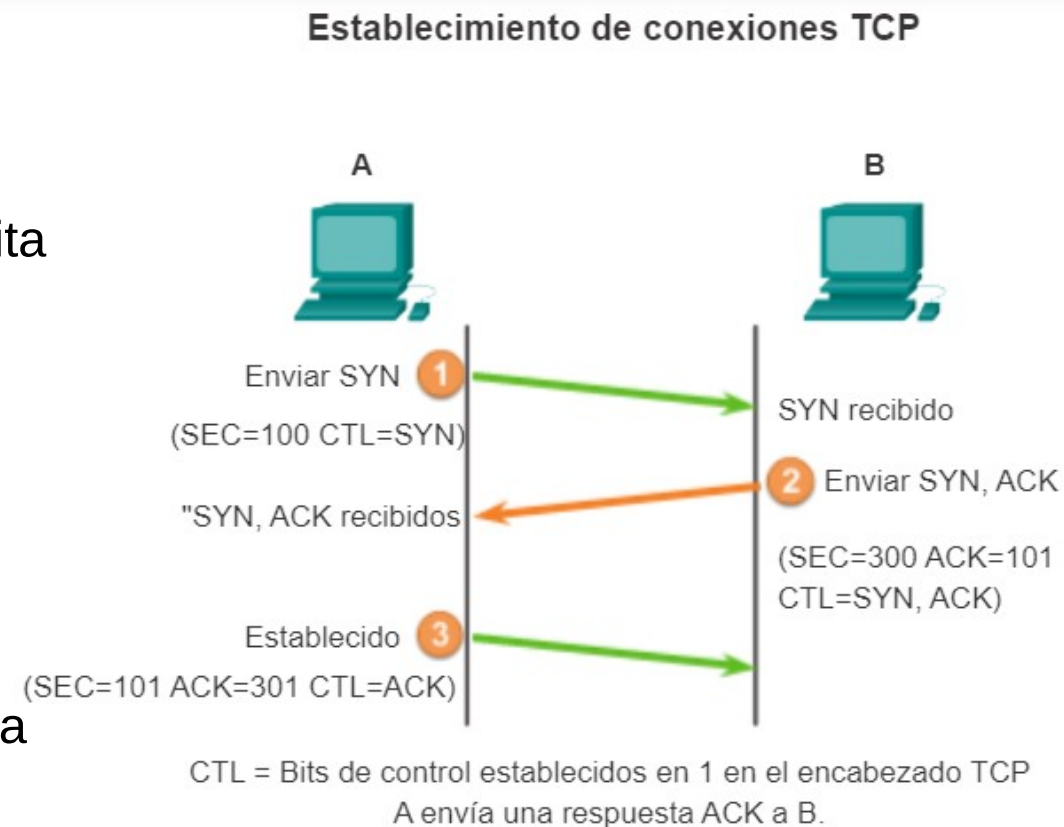 Establecimiento de conexiones TCP
A
B
ita
Enviar SYN 1
SYN recibido
(SEC=100 CTL=SYN)
2 Enviar SYN, ACK
"SYN, ACK recibidos
(SEC=300 ACK=101
CTL=SYN, ACK)
Establecido 3
(SEC=101 ACK=301 CTL=ACK)
a
CTL = Bits de control establecidos en 1 en el encabezado TCP
A envía una respuesta ACK a B.